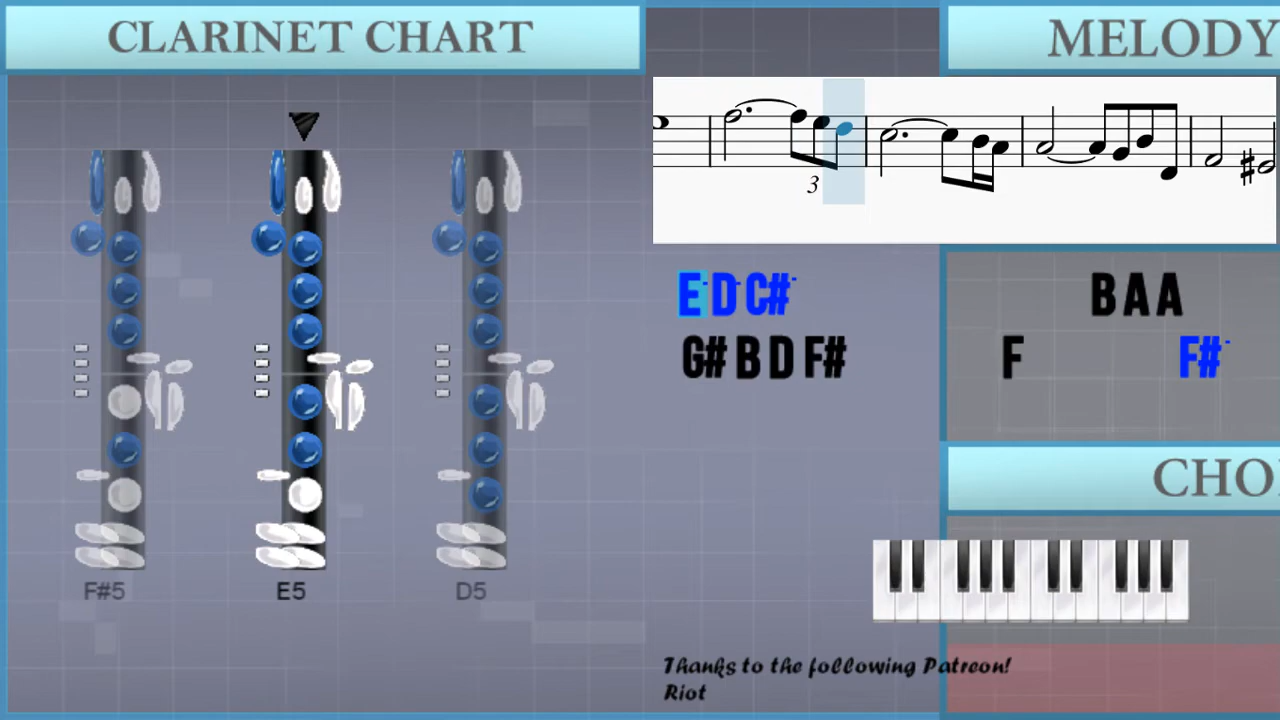 CLARINET CHART
MELODY
3
E- D- C#-
B A A
G# B D F#
F
F#-
CHO
F#5
E5
D5
Thanks to the following Patreon!
Riot